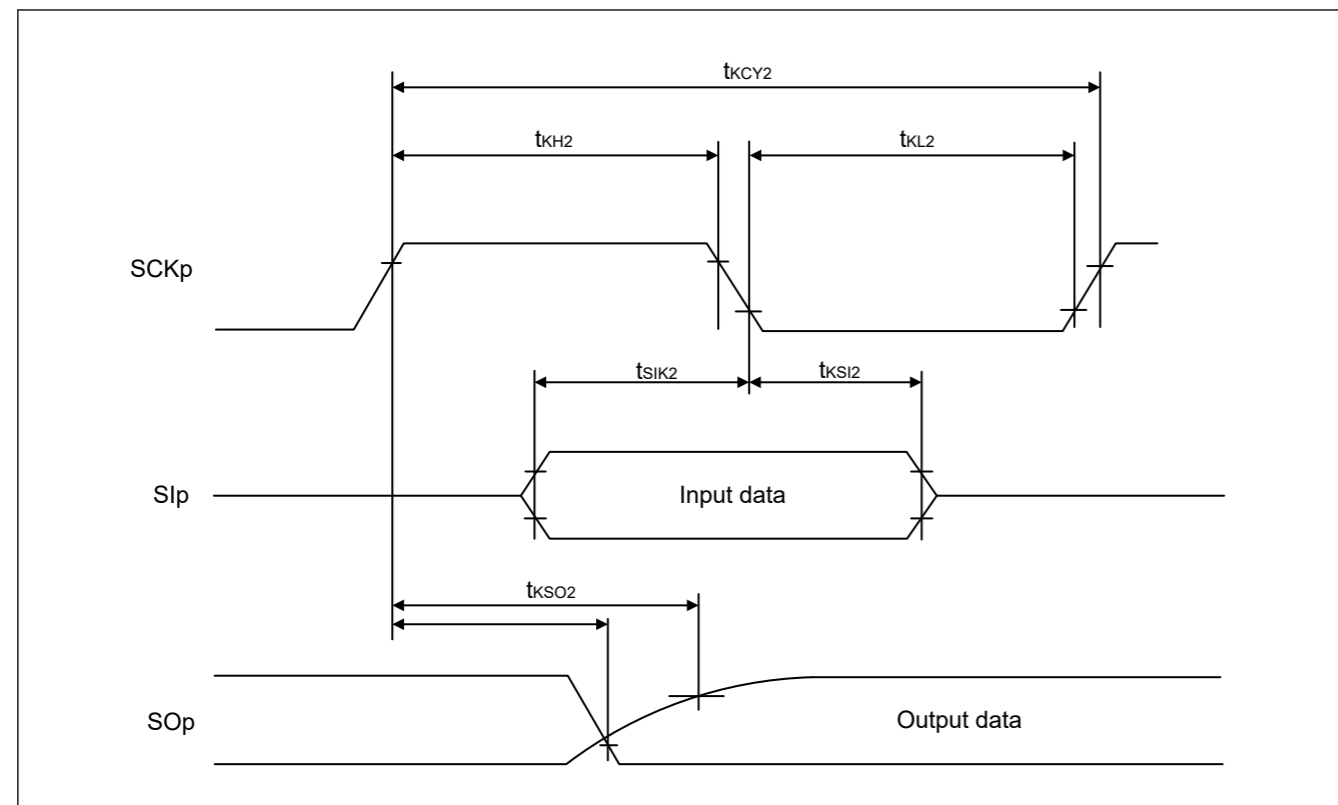 tKCY2
tKH2
tKL2
SCKp
tSIK2
tKSI2
SIp
Input data
tKSO2
SOp
Output data